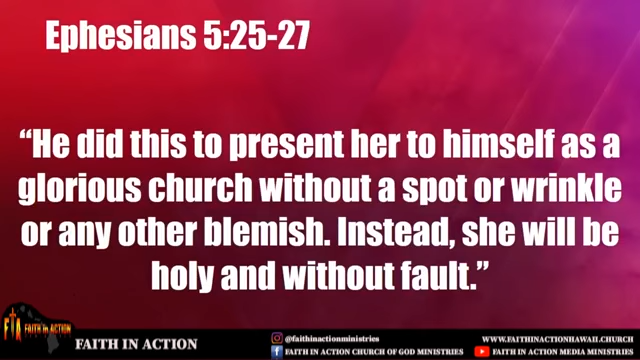 Ephesians 5:25-27
“He did this to present her to himself as a
glorious church without a spot or wrinkle
or any other blemish. Instead, she will be
holy and without fault.”
FIA FAITH in ACTION
FAITH IN ACTION
@faithinactionministries
FAITH IN ACTION CHURCH OF GOD MINISTRIES
WWW.FAITHINACTIONHAWAII.CHURCH
FAITH IN ACTION MEDIA MINISTRIES